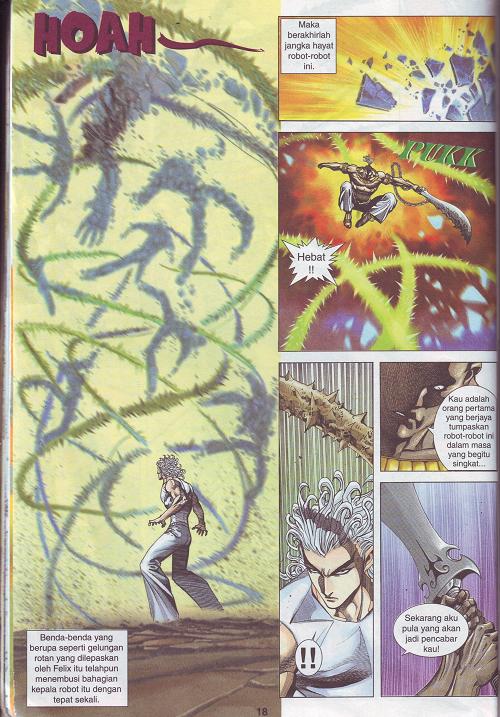 HOAH
Benda-benda yang
berupa seperti gelungan
rotan yang dilepaskan
oleh Felix itu telahpun
menembusi bahagian
kepala robot itu dengan
tepat sekali.
Maka
berakhirlah
jangka hayat
robot-robot
ini.
PUKK
Hebat
!!
Kau adalah
orang pertama
yang berjaya
tumpaskan
robot-robot ini
dalam masa
yang begitu
singkat...
!!
Sekarang aku
pula yang akan
jadi pencabar
kau!
18